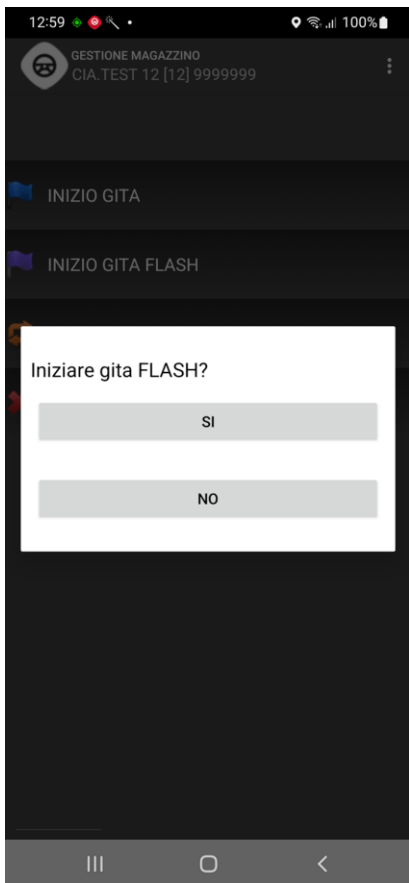 12:59
100%
GESTIONE MAGAZZINO
CIA.TEST 12 [12] 9999999
INIZIO GITA
INIZIO GITA FLASH
Iniziare gita FLASH?
SI
NO